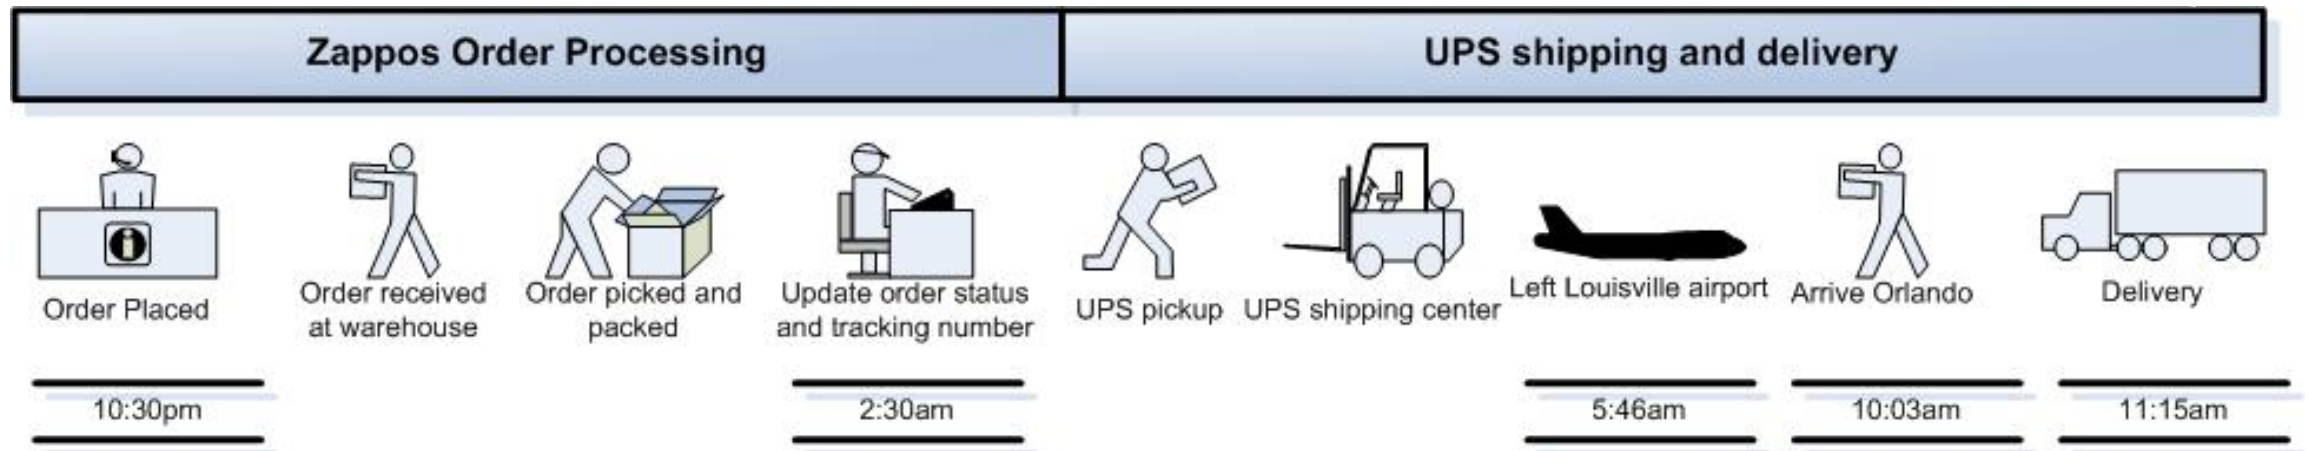 Zappos Order Processing
UPS shipping and delivery
Order Placed
Order received
at warehouse
Order picked and
packed
Update order status
and tracking number
UPS pickup
UPS shipping center
Left Louisville airport
Arrive Orlando
Delivery
10:30pm
2:30am
5:46am
10:03am
11:15am